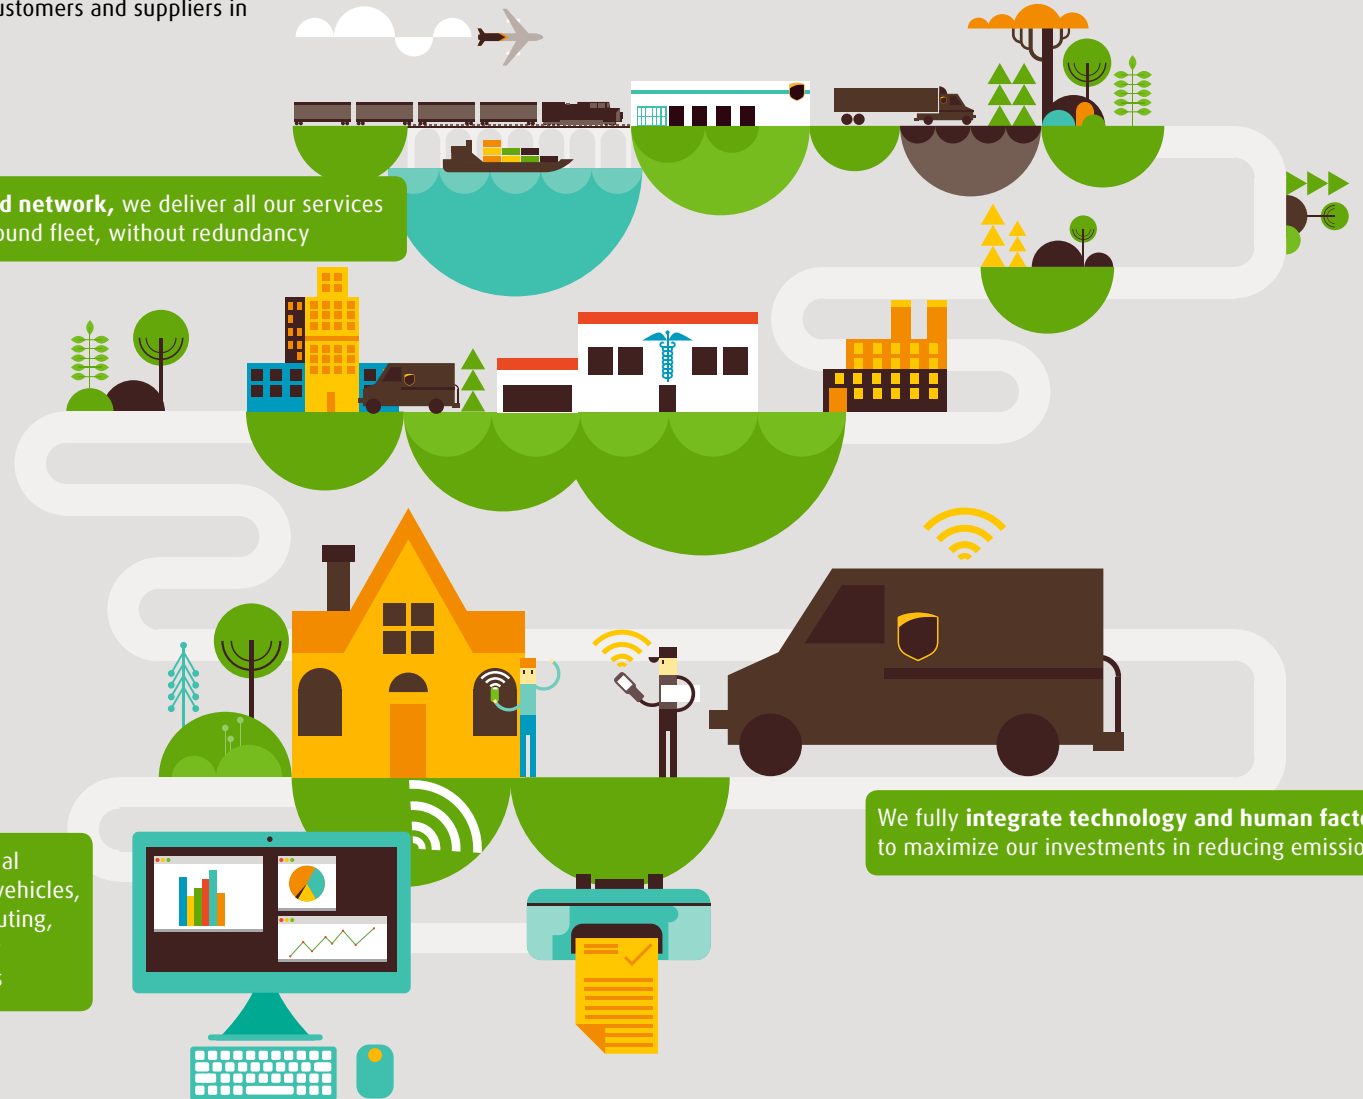 ustomers and suppliers in
d network, we deliver all our services
ound fleet, without redundancy
We fully integrate technology and human facto
to maximize our investments in reducing emissio
al
vehicles,
uting,
s